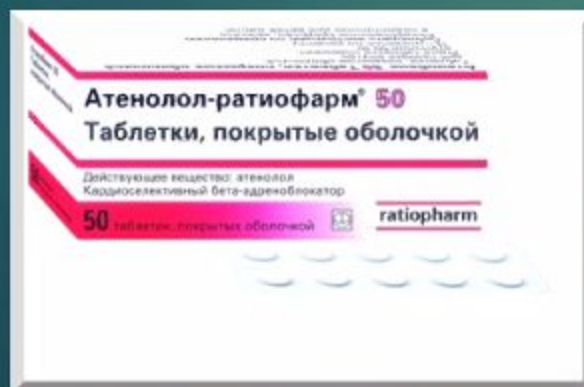 Атенолол-ратиофарм® 50
Таблетки, покрытые оболочкой
Действующее вещество: атенолол
Кардиоселективный бета-адреноблокатор
50 таблеток, покрытых оболочкой
ratiopharm